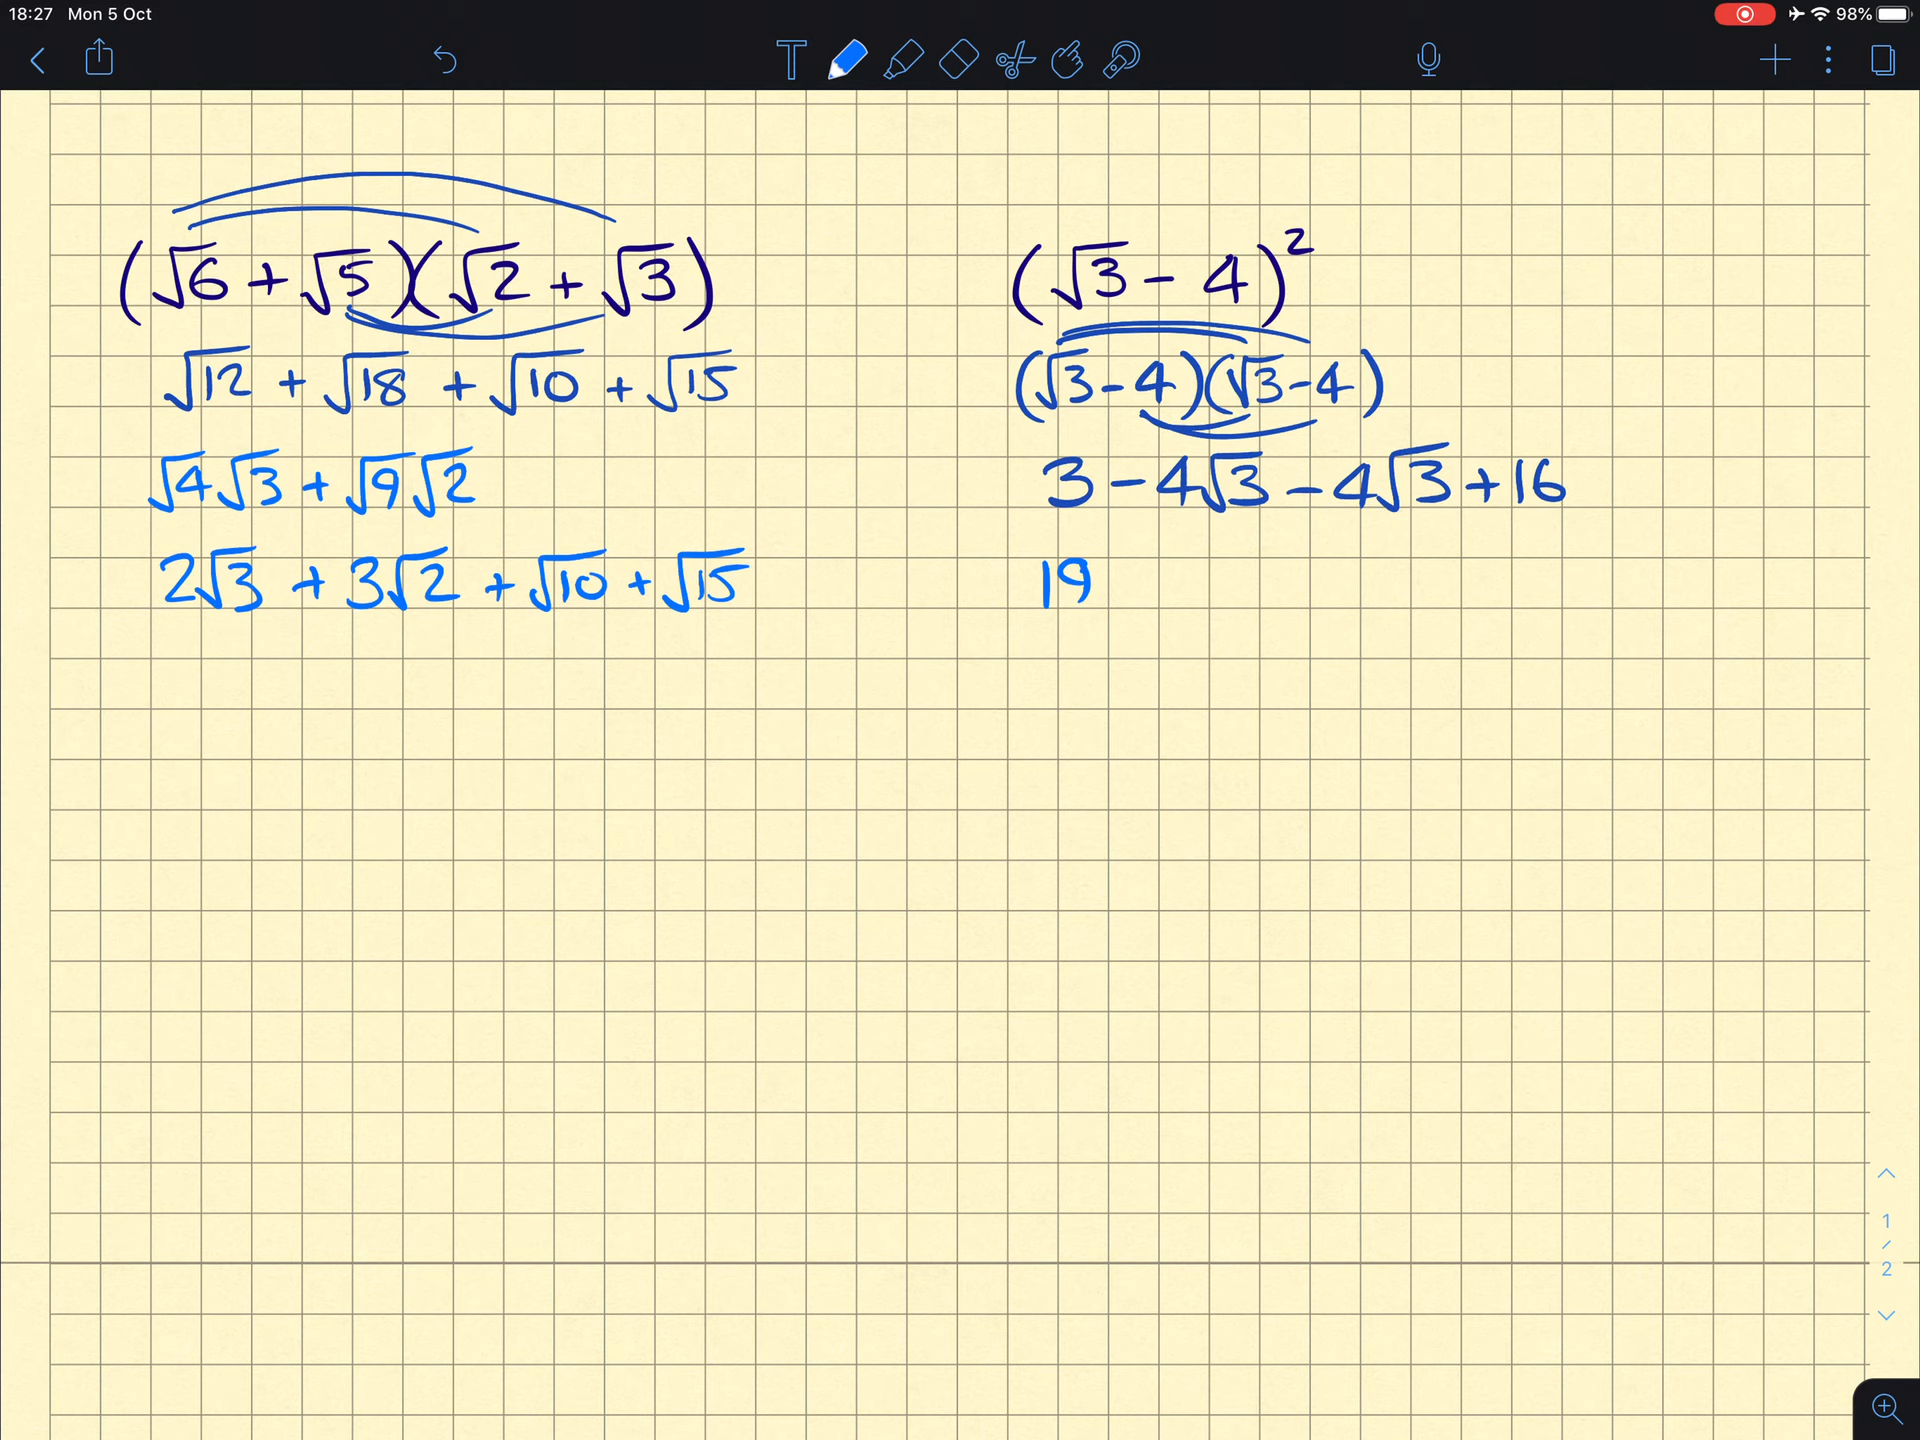 18:27 Mon 5 Oct
98%
T
(√6 + √5)(√2 + √3)
√12 + √18 + √10 + √15
√4√3 + √9√2
2√3 + 3√2 + √10 + √15
(√3 - 4)²
(√3 - 4)(√3 - 4)
3 - 4√3 - 4√3 + 16
19
1
/
2